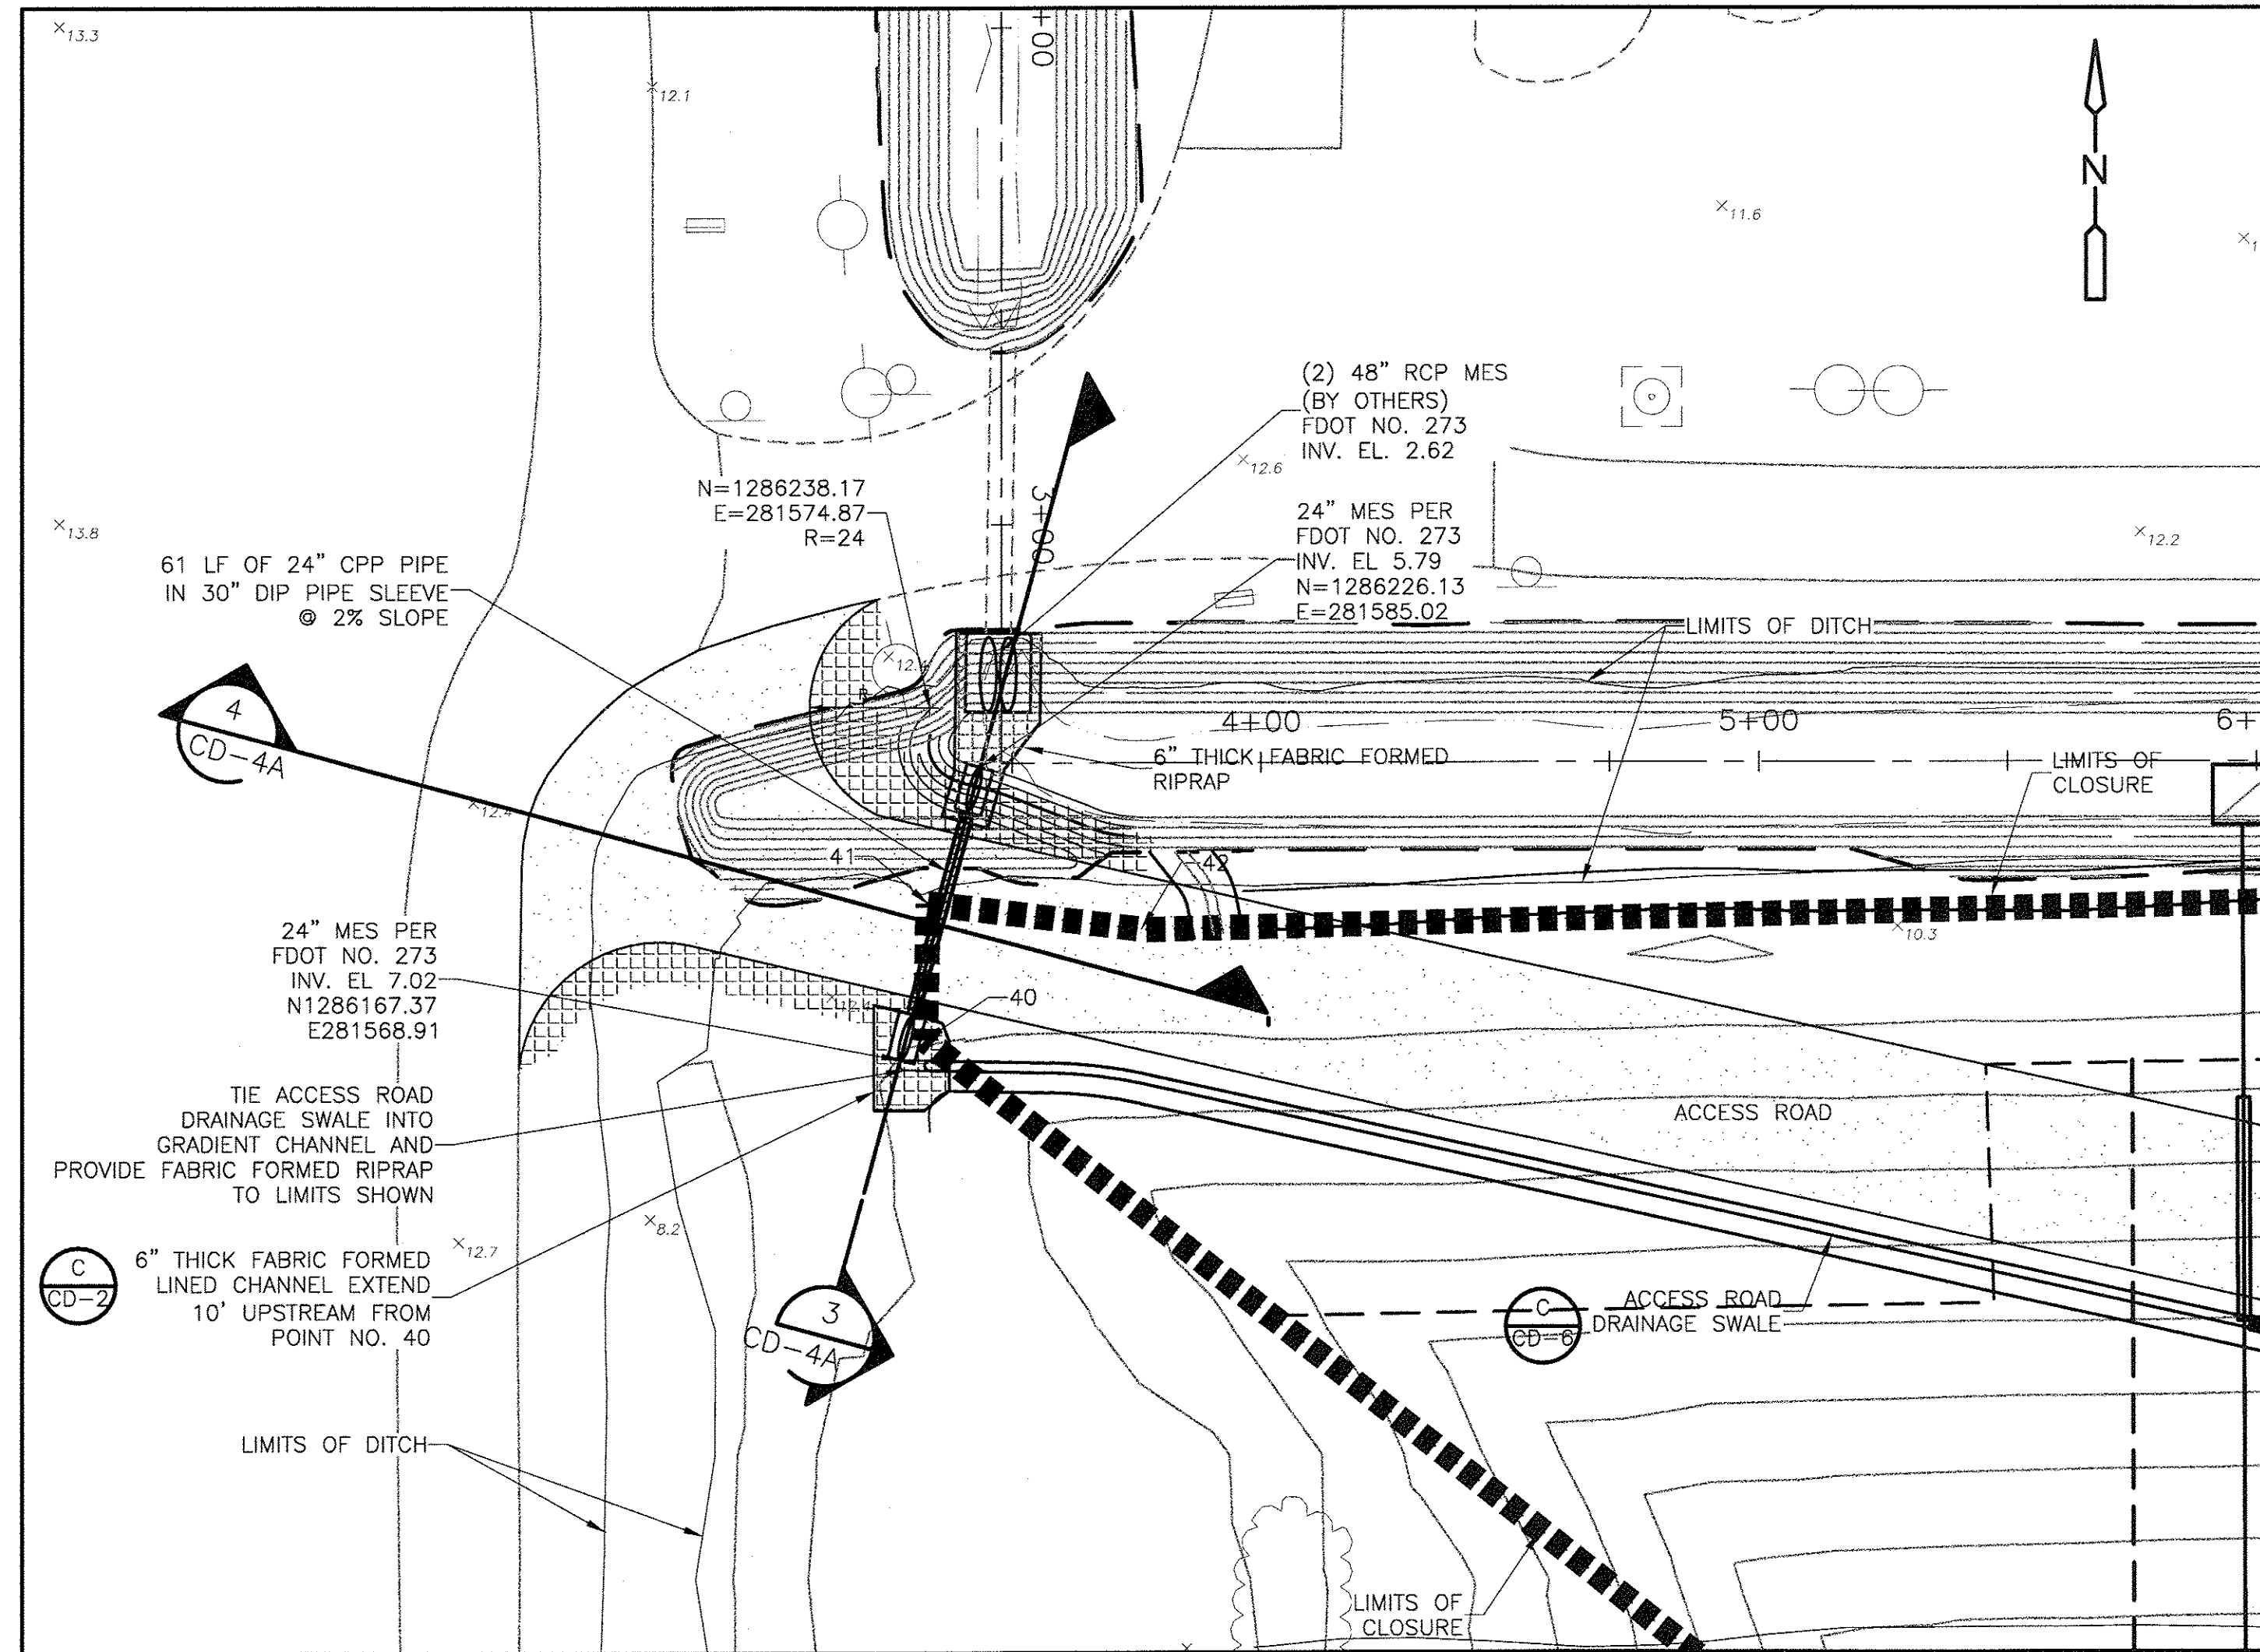 13.3
12.1
+00
N
11.6
(2) 48" RCP MES
(BY OTHERS)
FDOT NO. 273
INV. EL. 2.62
12.6
3+00
N=1286238.17
E=281574.87
R=24
24" MES PER
FDOT NO. 273
INV. EL 5.79
N=1286226.13
E=281585.02
13.8
12.2
61 LF OF 24" CPP PIPE
IN 30" DIP PIPE SLEEVE
@ 2% SLOPE
LIMITS OF DITCH
R
4
CD-4A
4+00
5+00
6+
6" THICK FABRIC FORMED
RIPRAP
LIMITS OF
CLOSURE
12.4
41
42
10.3
24" MES PER
FDOT NO. 273
INV. EL 7.02
N1286167.37
E281568.91
40
TIE ACCESS ROAD
DRAINAGE SWALE INTO
GRADIENT CHANNEL AND
PROVIDE FABRIC FORMED RIPRAP
TO LIMITS SHOWN
ACCESS ROAD
8.2
12.7
C
CD-2
6" THICK FABRIC FORMED
LINED CHANNEL EXTEND
10' UPSTREAM FROM
POINT NO. 40
3
CD-4A
C
CD-6
ACCESS ROAD
DRAINAGE SWALE
LIMITS OF DITCH
LIMITS OF
CLOSURE